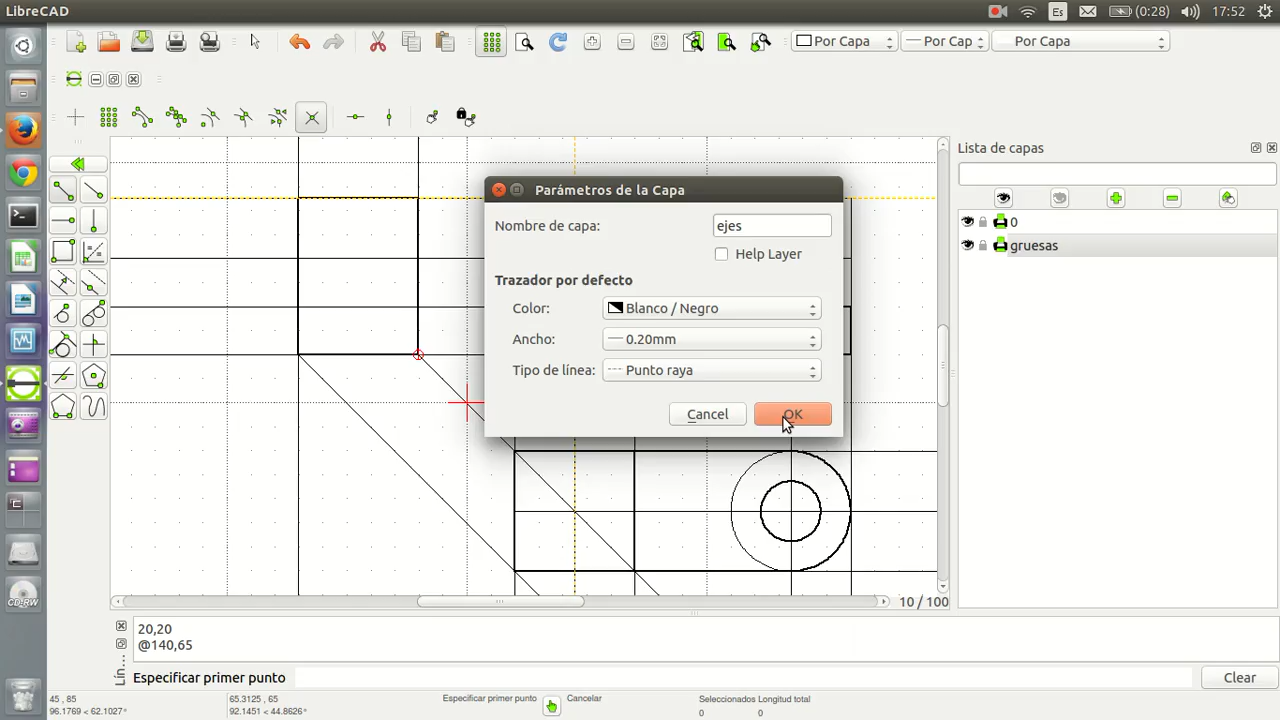 LibreCAD
Es
(0:28)
17:52
Por Capa
Por Cap
Por Capa
Lista de capas
Parámetros de la Capa
Nombre de capa:
ejes
Help Layer
Trazador por defecto
Color:
Blanco / Negro
Ancho:
0.20mm
Tipo de línea:
Punto raya
Cancel
OK
0
gruesas
CD-RW
10 / 100
20,20
@140,65
Lín...
Especificar primer punto
Clear
45 , 85
96.1769 < 62.1027°
65.3125 , 65
92.1451 < 44.8626°
Especificar primer punto
Cancelar
Seleccionados
Longitud total
0
0